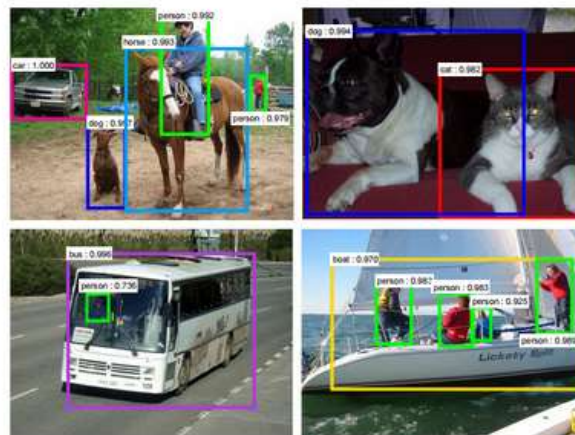 person : 0.992
horse : 0.993
car : 1.000
person : 0.979
dog : 0.997
dog : 0.994
cat : 0.982
bus : 0.996
person : 0.736
boat : 0.970
person : 0.983
person : 0.925
Lickety Split